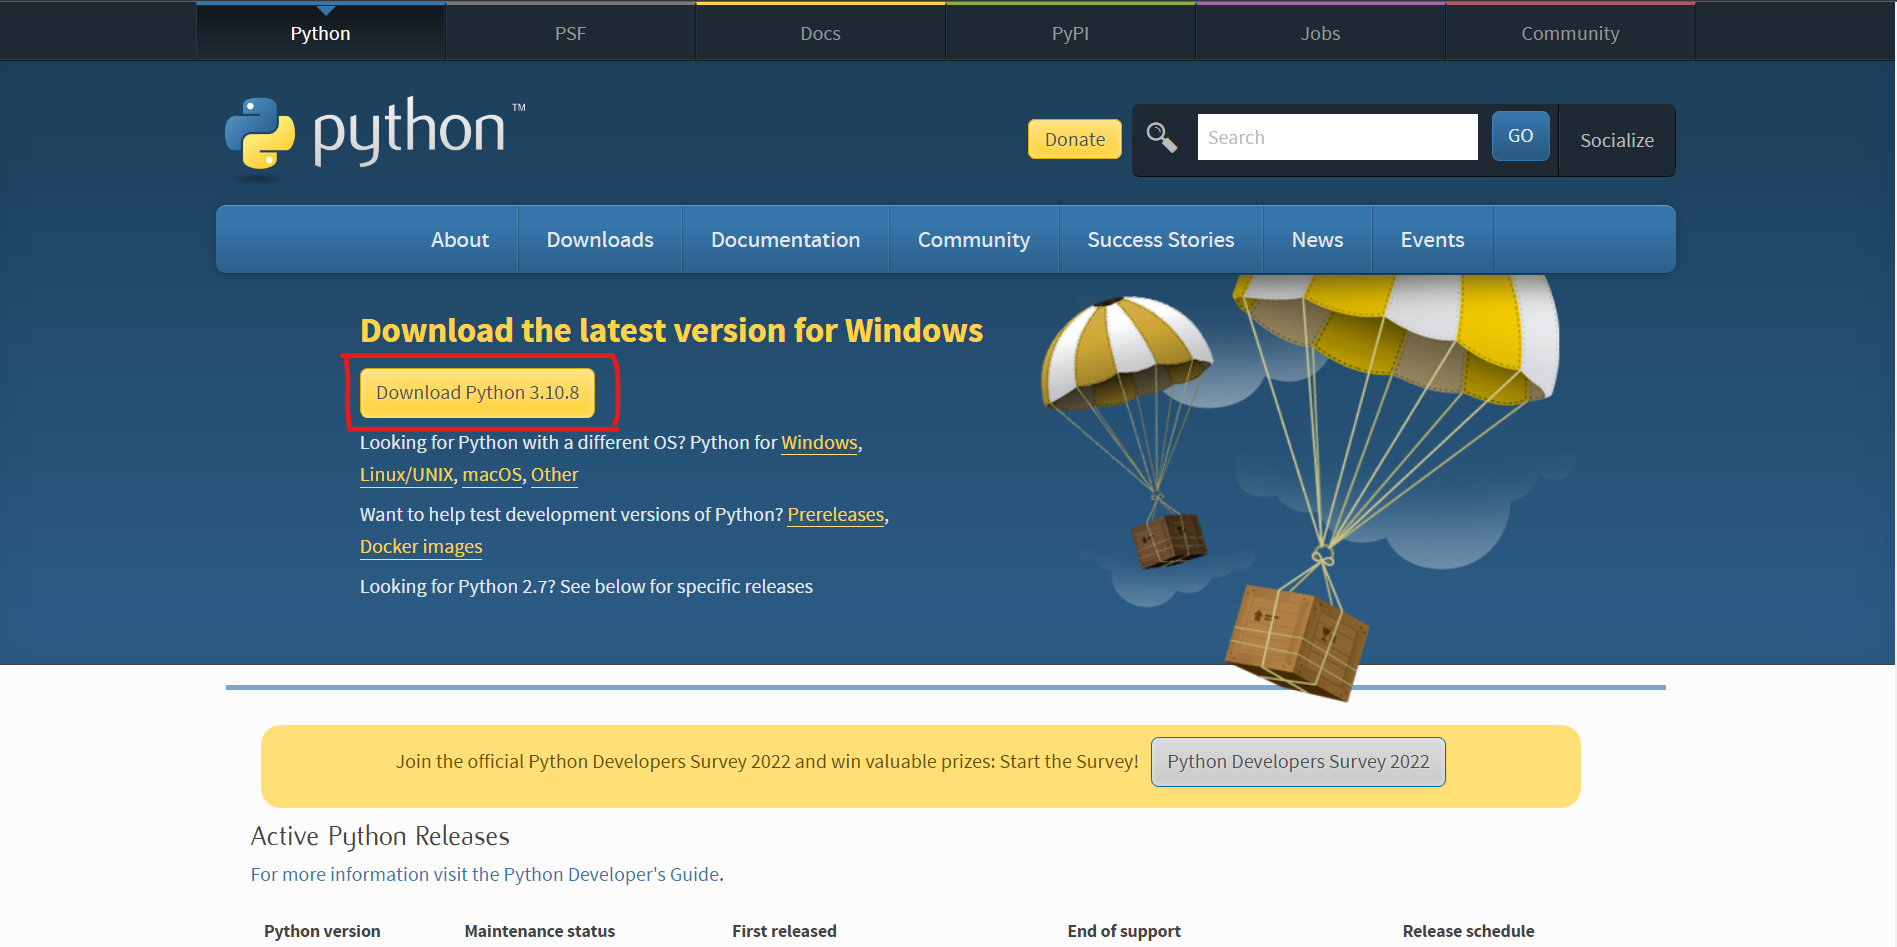 Python
PSF
Docs
PyPI
Jobs
Community
python™
Donate
Search
GO
Socialize
About
Downloads
Documentation
Community
Success Stories
News
Events
Download the latest version for Windows
Download Python 3.10.8
Looking for Python with a different OS? Python for Windows,
Linux/UNIX, macOS, Other
Want to help test development versions of Python? Prereleases,
Docker images
Looking for Python 2.7? See below for specific releases
Join the official Python Developers Survey 2022 and win valuable prizes: Start the Survey!
Python Developers Survey 2022
Active Python Releases
For more information visit the Python Developer's Guide.
Python version
Maintenance status
First released
End of support
Release schedule